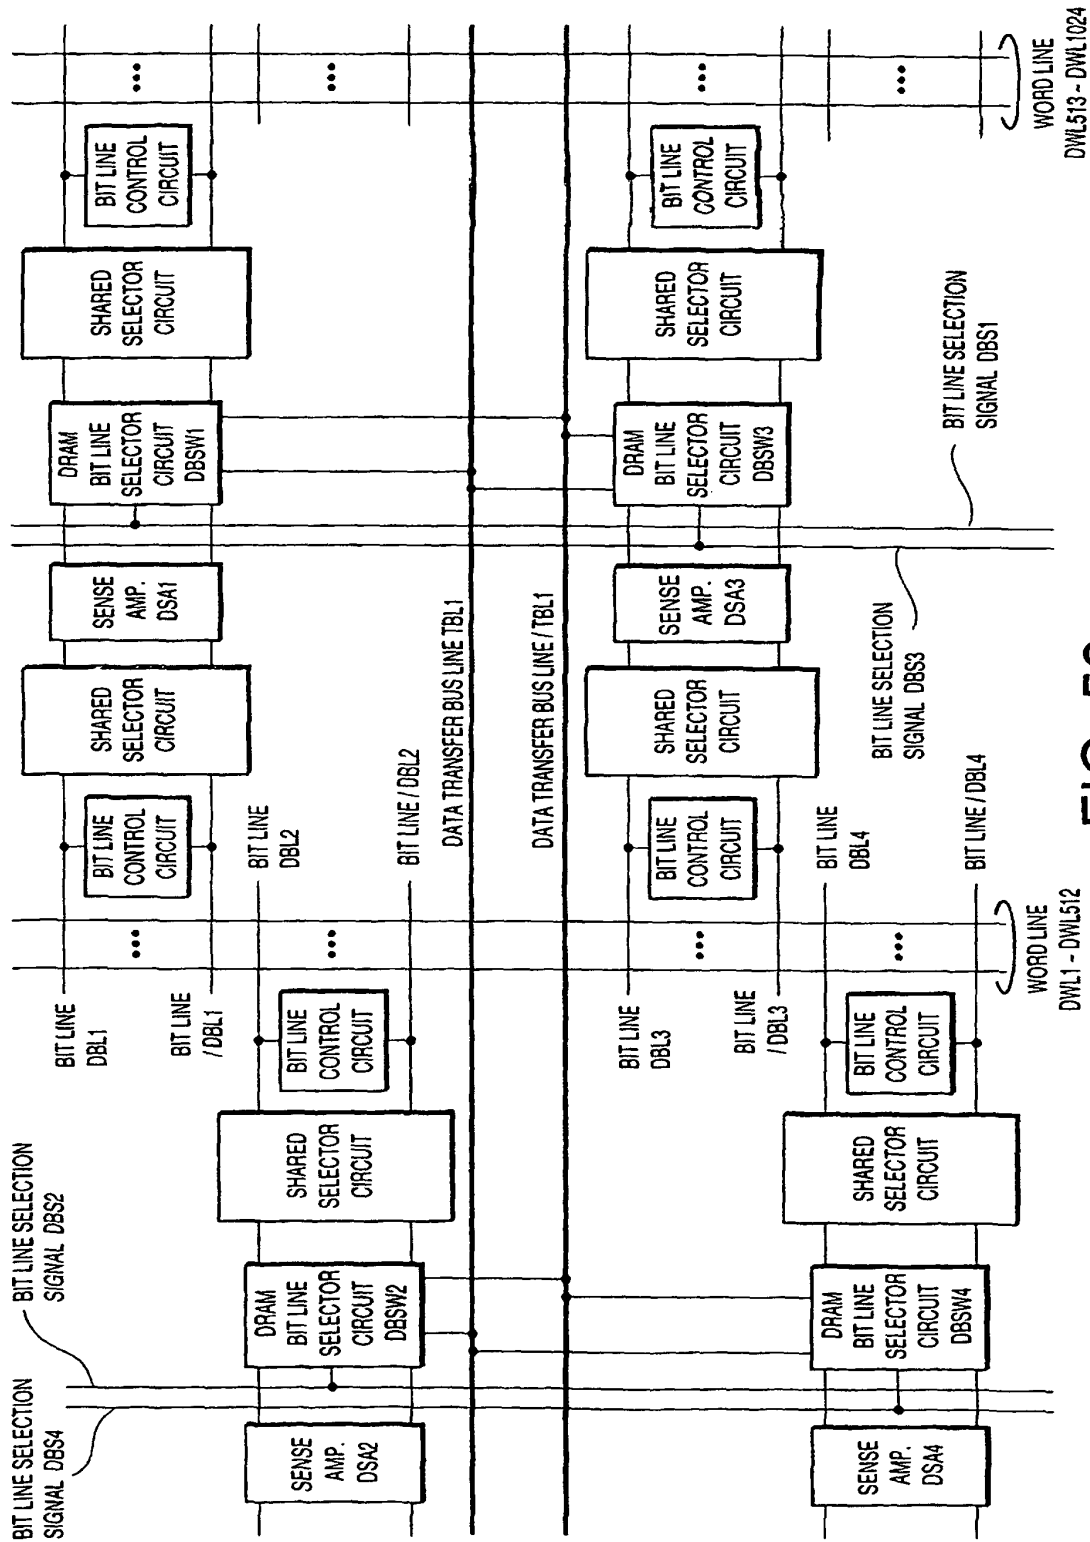 BIT LINE SELECTION
SIGNAL DBS4
BIT LINE SELECTION
SIGNAL DBS2
BIT LINE
DBL1
BIT LINE
/ DBL1
BIT LINE
CONTROL
CIRCUIT
SHARED
SELECTOR
CIRCUIT
SENSE
AMP.
DSA1
DRAM
BIT LINE
SELECTOR
CIRCUIT
DBSW1
SHARED
SELECTOR
CIRCUIT
BIT LINE
CONTROL
CIRCUIT
SENSE
AMP.
DSA2
DRAM
BIT LINE
SELECTOR
CIRCUIT
DBSW2
SHARED
SELECTOR
CIRCUIT
BIT LINE
CONTROL
CIRCUIT
BIT LINE
DBL2
BIT LINE / DBL2
DATA TRANSFER BUS LINE TBL1
DATA TRANSFER BUS LINE / TBL1
BIT LINE
DBL3
BIT LINE
/ DBL3
BIT LINE
CONTROL
CIRCUIT
SHARED
SELECTOR
CIRCUIT
SENSE
AMP.
DSA3
DRAM
BIT LINE
SELECTOR
CIRCUIT
DBSW3
SHARED
SELECTOR
CIRCUIT
BIT LINE
CONTROL
CIRCUIT
SENSE
AMP.
DSA4
DRAM
BIT LINE
SELECTOR
CIRCUIT
DBSW4
SHARED
SELECTOR
CIRCUIT
BIT LINE
CONTROL
CIRCUIT
BIT LINE
DBL4
BIT LINE / DBL4
BIT LINE SELECTION
SIGNAL DBS3
BIT LINE SELECTION
SIGNAL DBS1
WORD LINE
DWL1 ~ DWL512
WORD LINE
DWL513 ~ DWL1024